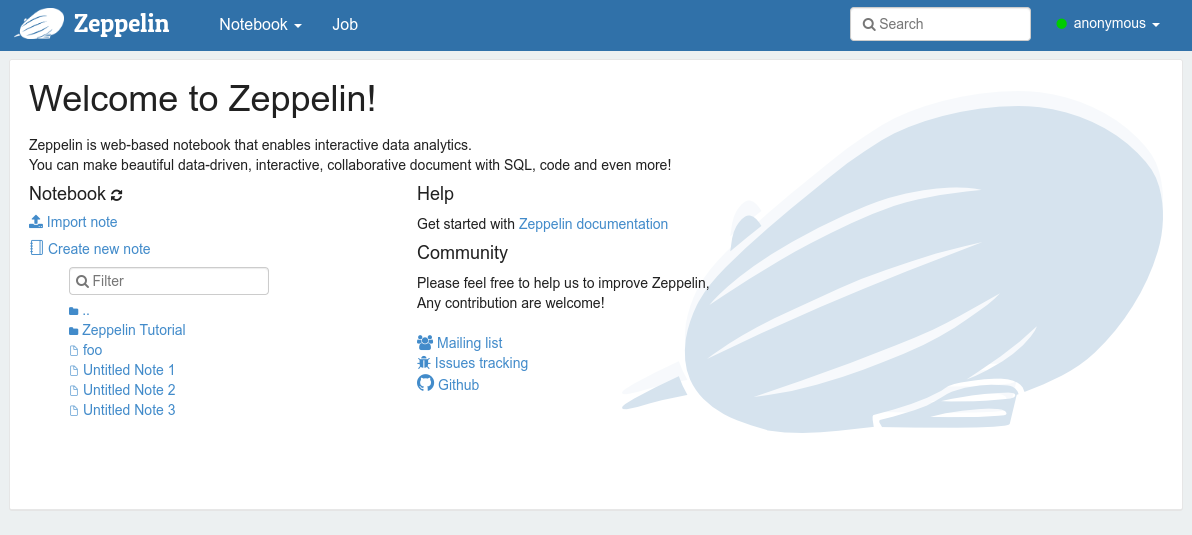 Zeppelin
Notebook
Job
Search
anonymous
Welcome to Zeppelin!
Zeppelin is web-based notebook that enables interactive data analytics.
You can make beautiful data-driven, interactive, collaborative document with SQL, code and even more!
Notebook
Import note
Create new note
Filter
..
Zeppelin Tutorial
foo
Untitled Note 1
Untitled Note 2
Untitled Note 3
Help
Get started with Zeppelin documentation
Community
Please feel free to help us to improve Zeppelin,
Any contribution are welcome!
Mailing list
Issues tracking
Github